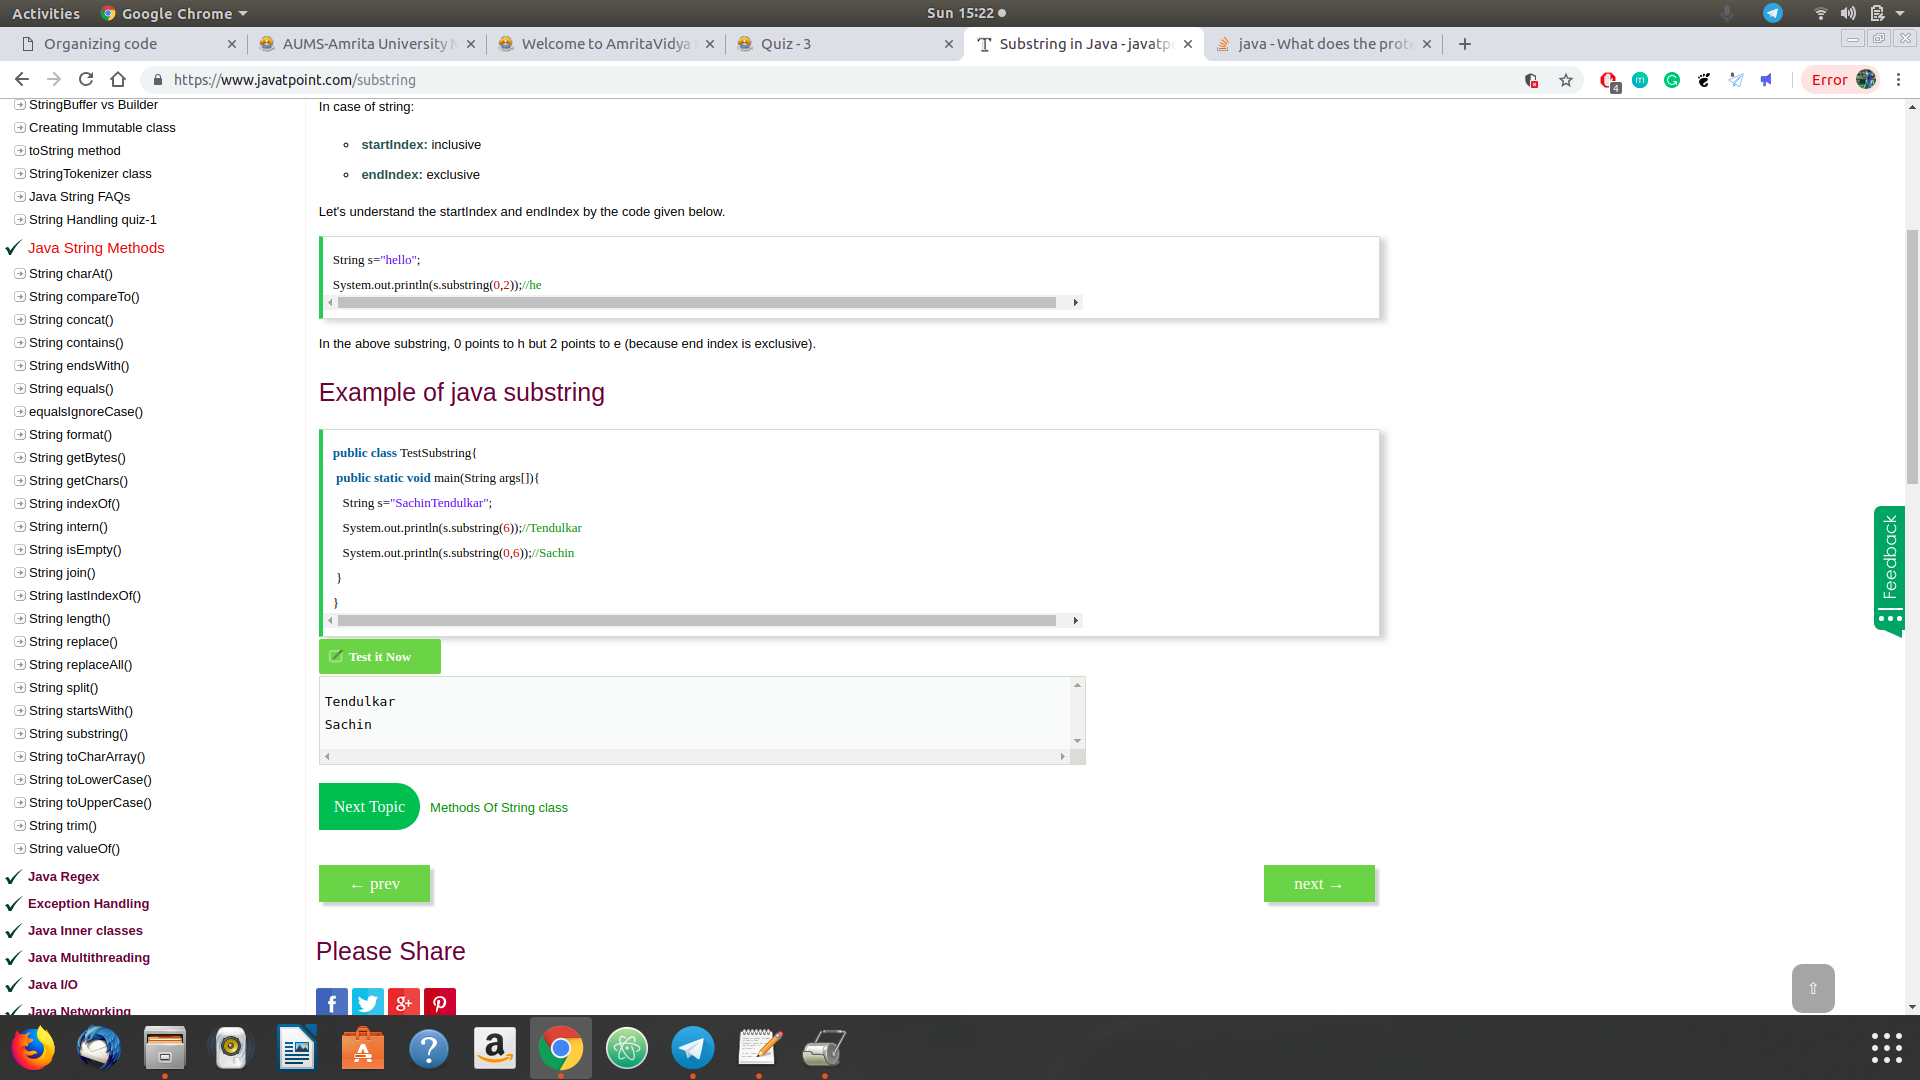 Activities
Google Chrome
Sun 15:22
Organizing code
AUMS-Amrita University
Welcome to AmritaVidya
Quiz - 3
Substring in Java - javatp
java - What does the prot
https://www.javatpoint.com/substring
4
Error
StringBuffer vs Builder
Creating Immutable class
toString method
StringTokenizer class
Java String FAQs
String Handling quiz-1
Java String Methods
String charAt()
String compareTo()
String concat()
String contains()
String endsWith()
String equals()
equalsIgnoreCase()
String format()
String getBytes()
String getChars()
String indexOf()
String intern()
String isEmpty()
String join()
String lastIndexOf()
String length()
String replace()
String replaceAll()
String split()
String startsWith()
String substring()
String toCharArray()
String toLowerCase()
String toUpperCase()
String trim()
String valueOf()
Java Regex
Exception Handling
Java Inner classes
Java Multithreading
Java I/O
Java Networking
In case of string:
startIndex: inclusive
endIndex: exclusive
Let's understand the startIndex and endIndex by the code given below.
String s="hello";
System.out.println(s.substring(0,2));//he
In the above substring, 0 points to h but 2 points to e (because end index is exclusive).
Example of java substring
public class TestSubstring{
public static void main(String args[]){
String s="SachinTendulkar";
System.out.println(s.substring(6));//Tendulkar
System.out.println(s.substring(0,6));//Sachin
}
}
Test it Now
Tendulkar
Sachin
Next Topic
Methods Of String class
← prev
next →
Please Share
Feedback